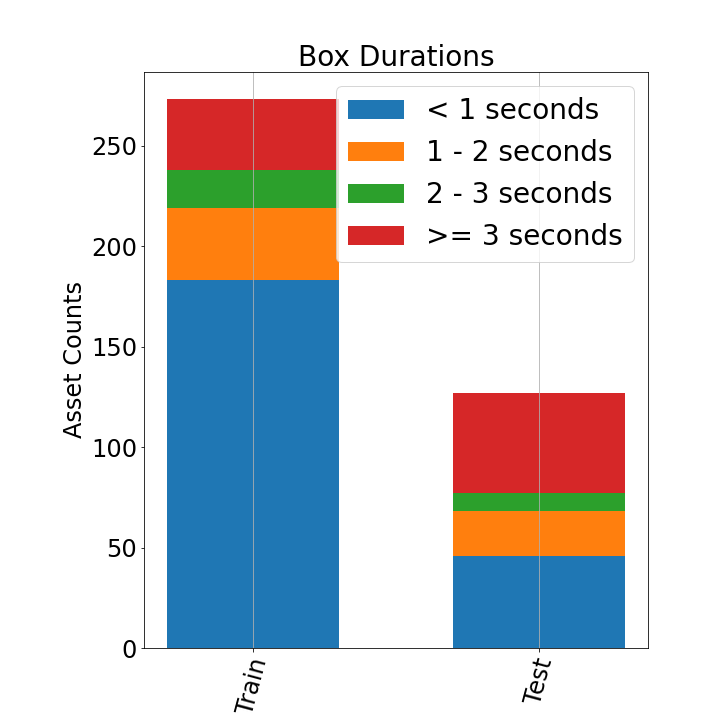 Box Durations
< 1 seconds
1 - 2 seconds
2 - 3 seconds
>= 3 seconds
Asset Counts
250
200
150
100
50
0
Train
Test